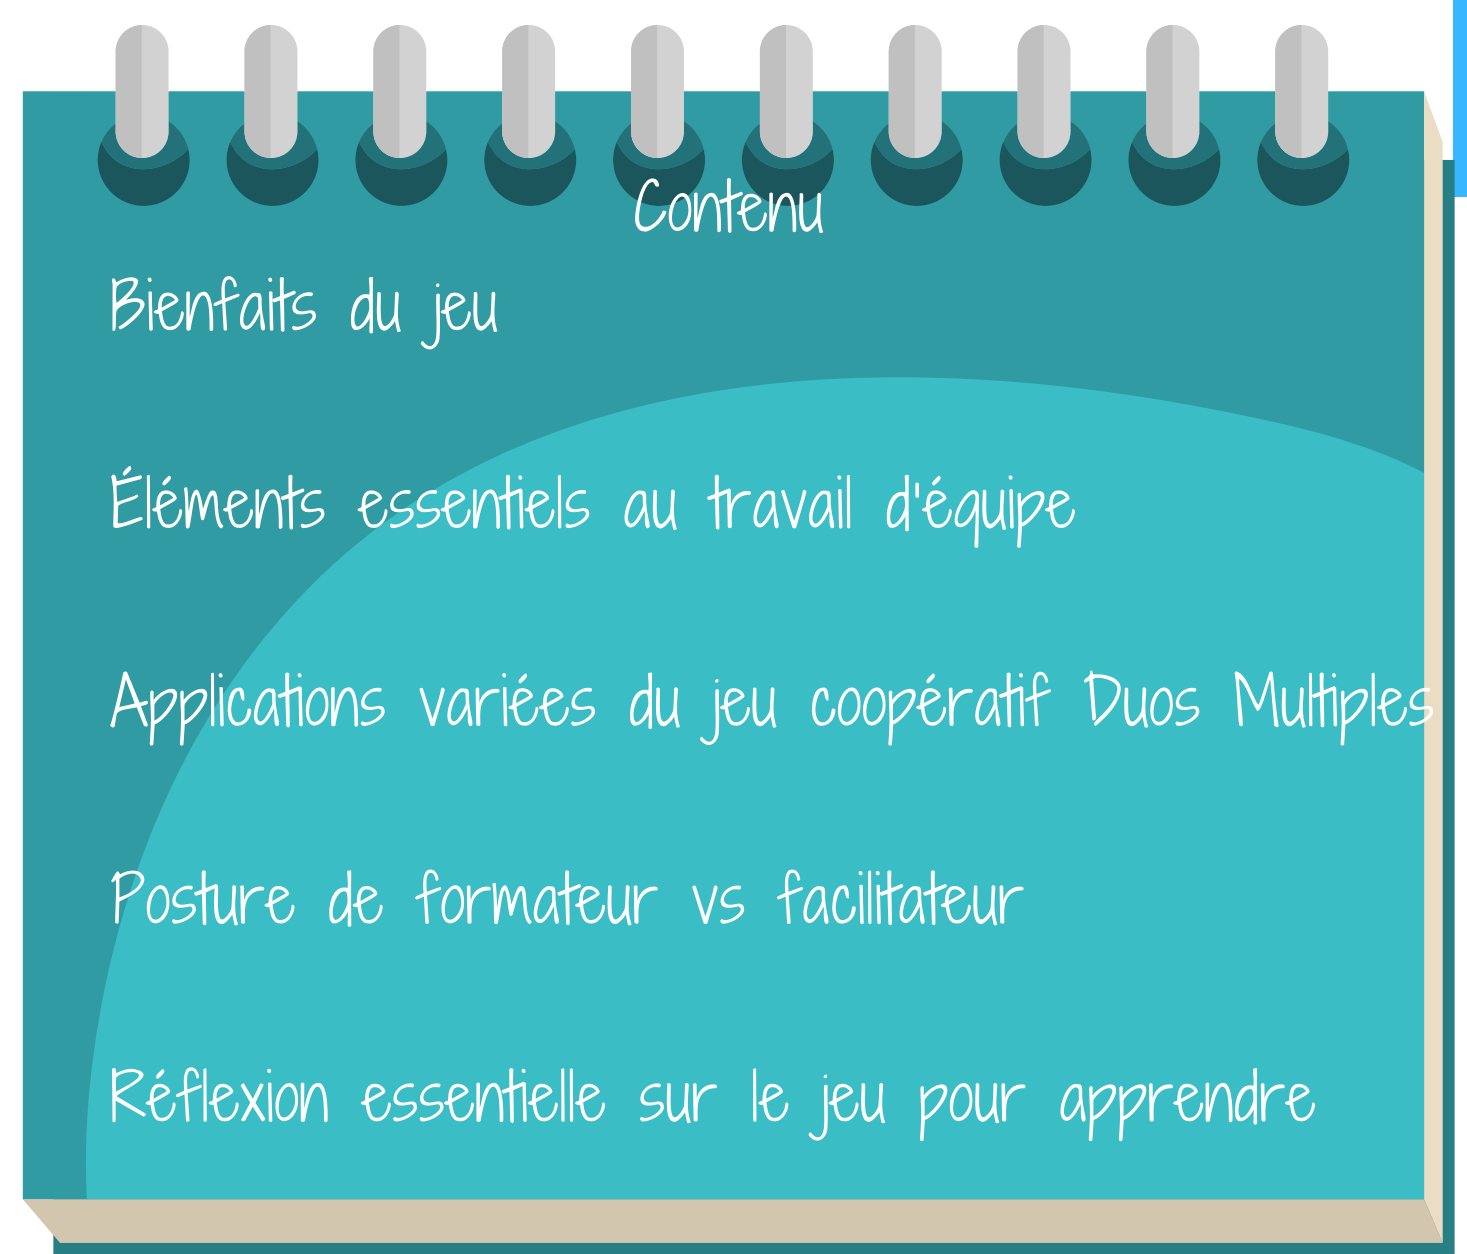 Contenu
Bienfaits du jeu
Éléments essentiels au travail d'équipe
Applications variées du jeu coopératif Duos Multiples
Posture de formateur vs facilitateur
Réflexion essentielle sur le jeu pour apprendre